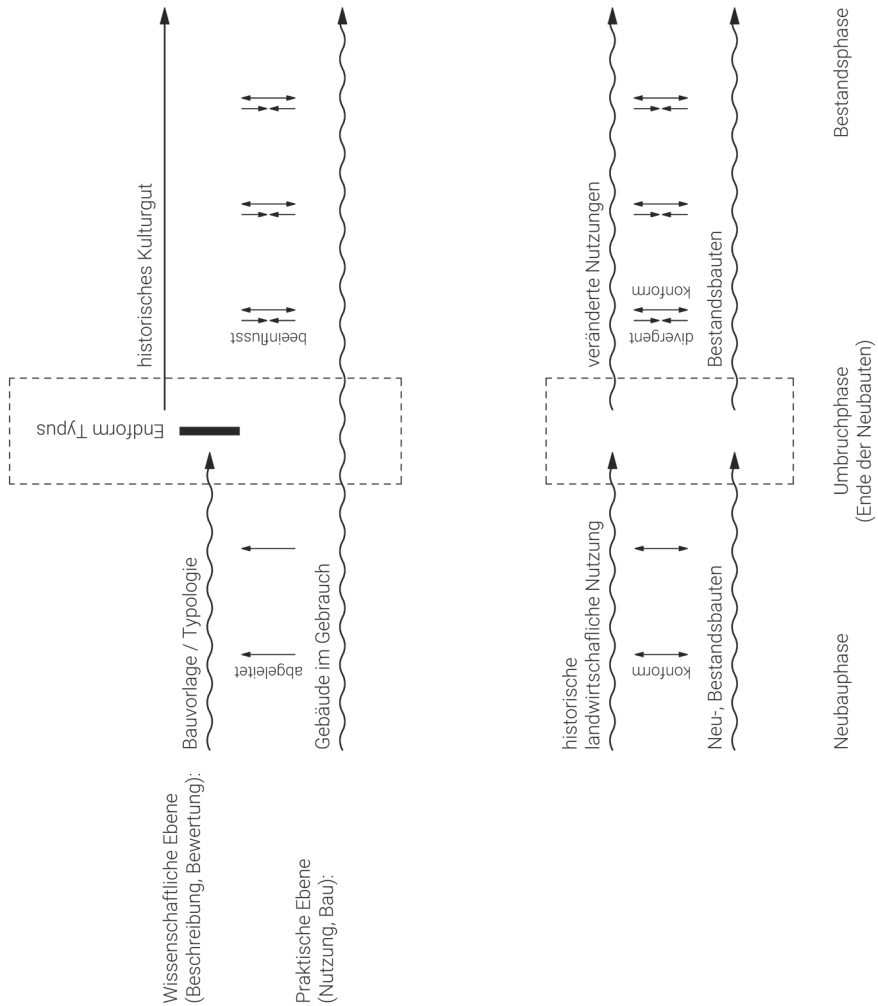 Wissenschaftliche Ebene
(Beschreibung, Bewertung):
Bauvorlage / Typologie
Endform Typus
historisches Kulturgut
abgeleitet
beeinflusst
Praktische Ebene
(Nutzung, Bau):
Gebäude im Gebrauch
historische
landwirtschafliche Nutzung
veränderte Nutzungen
konform
divergent
konform
Neu-, Bestandsbauten
Bestandsbauten
Neubauphase
Umbruchphase
(Ende der Neubauten)
Bestandsphase